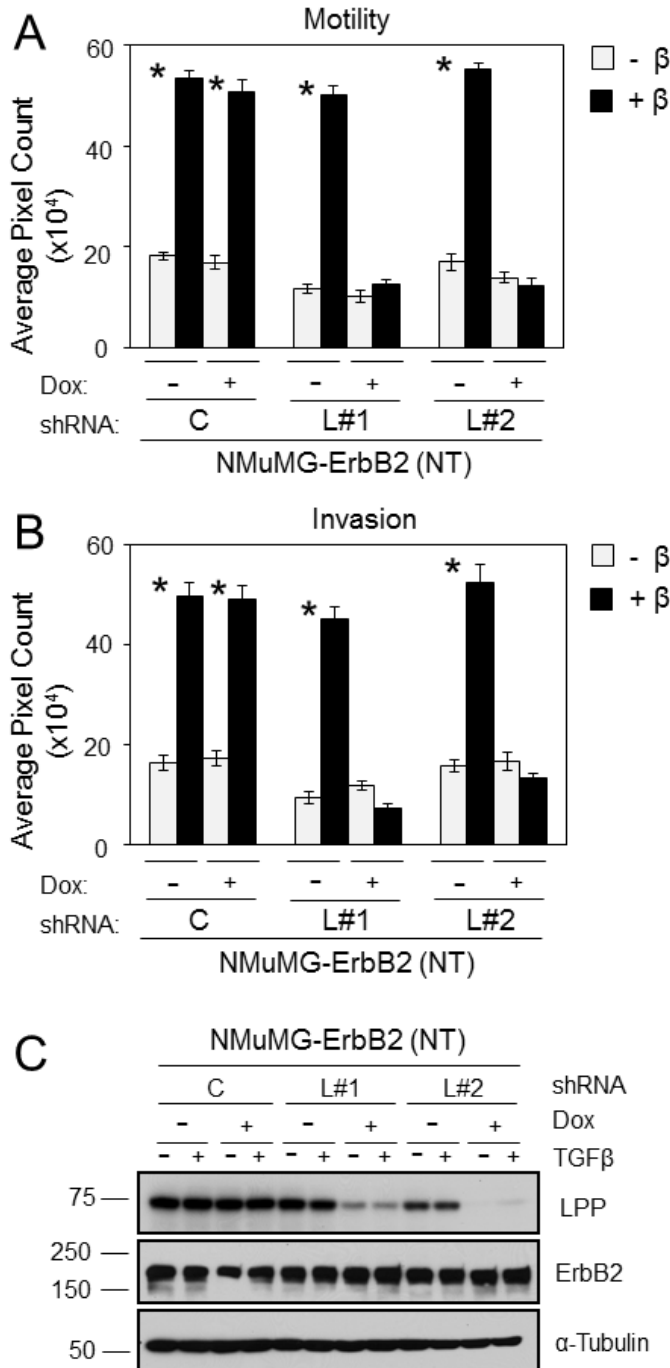 A
Motility
60
40
20
0
Average Pixel Count
(x10⁴)
* * * *
- β
+ β
Dox: - + - + - +
shRNA: C L#1 L#2
NMuMG-ErbB2 (NT)
B
Invasion
60
40
20
0
Average Pixel Count
(x10⁴)
* * * *
- β
+ β
Dox: - + - + - +
shRNA: C L#1 L#2
NMuMG-ErbB2 (NT)
C
NMuMG-ErbB2 (NT)
C L#1 L#2 shRNA
- + - + - + Dox
- + - + - + - + - + - + TGFβ
75 LPP
250
150
ErbB2
50 α-Tubulin